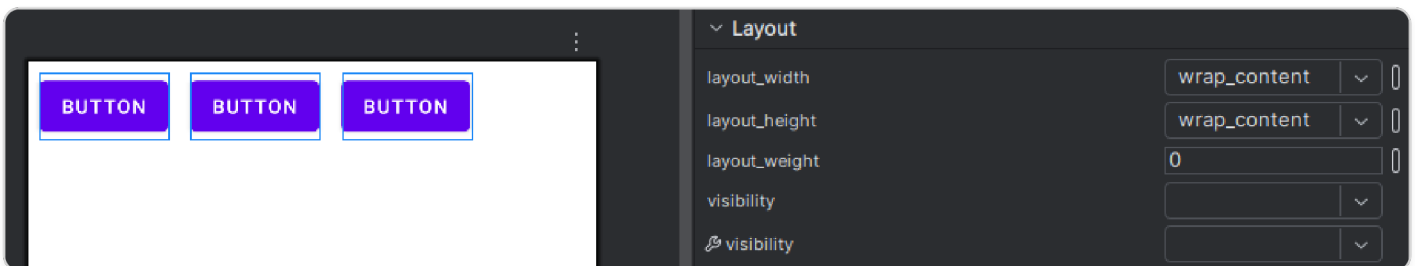 BUTTON BUTTON BUTTON
Layout
layout_width wrap_content
layout_height wrap_content
layout_weight 0
visibility
visibility